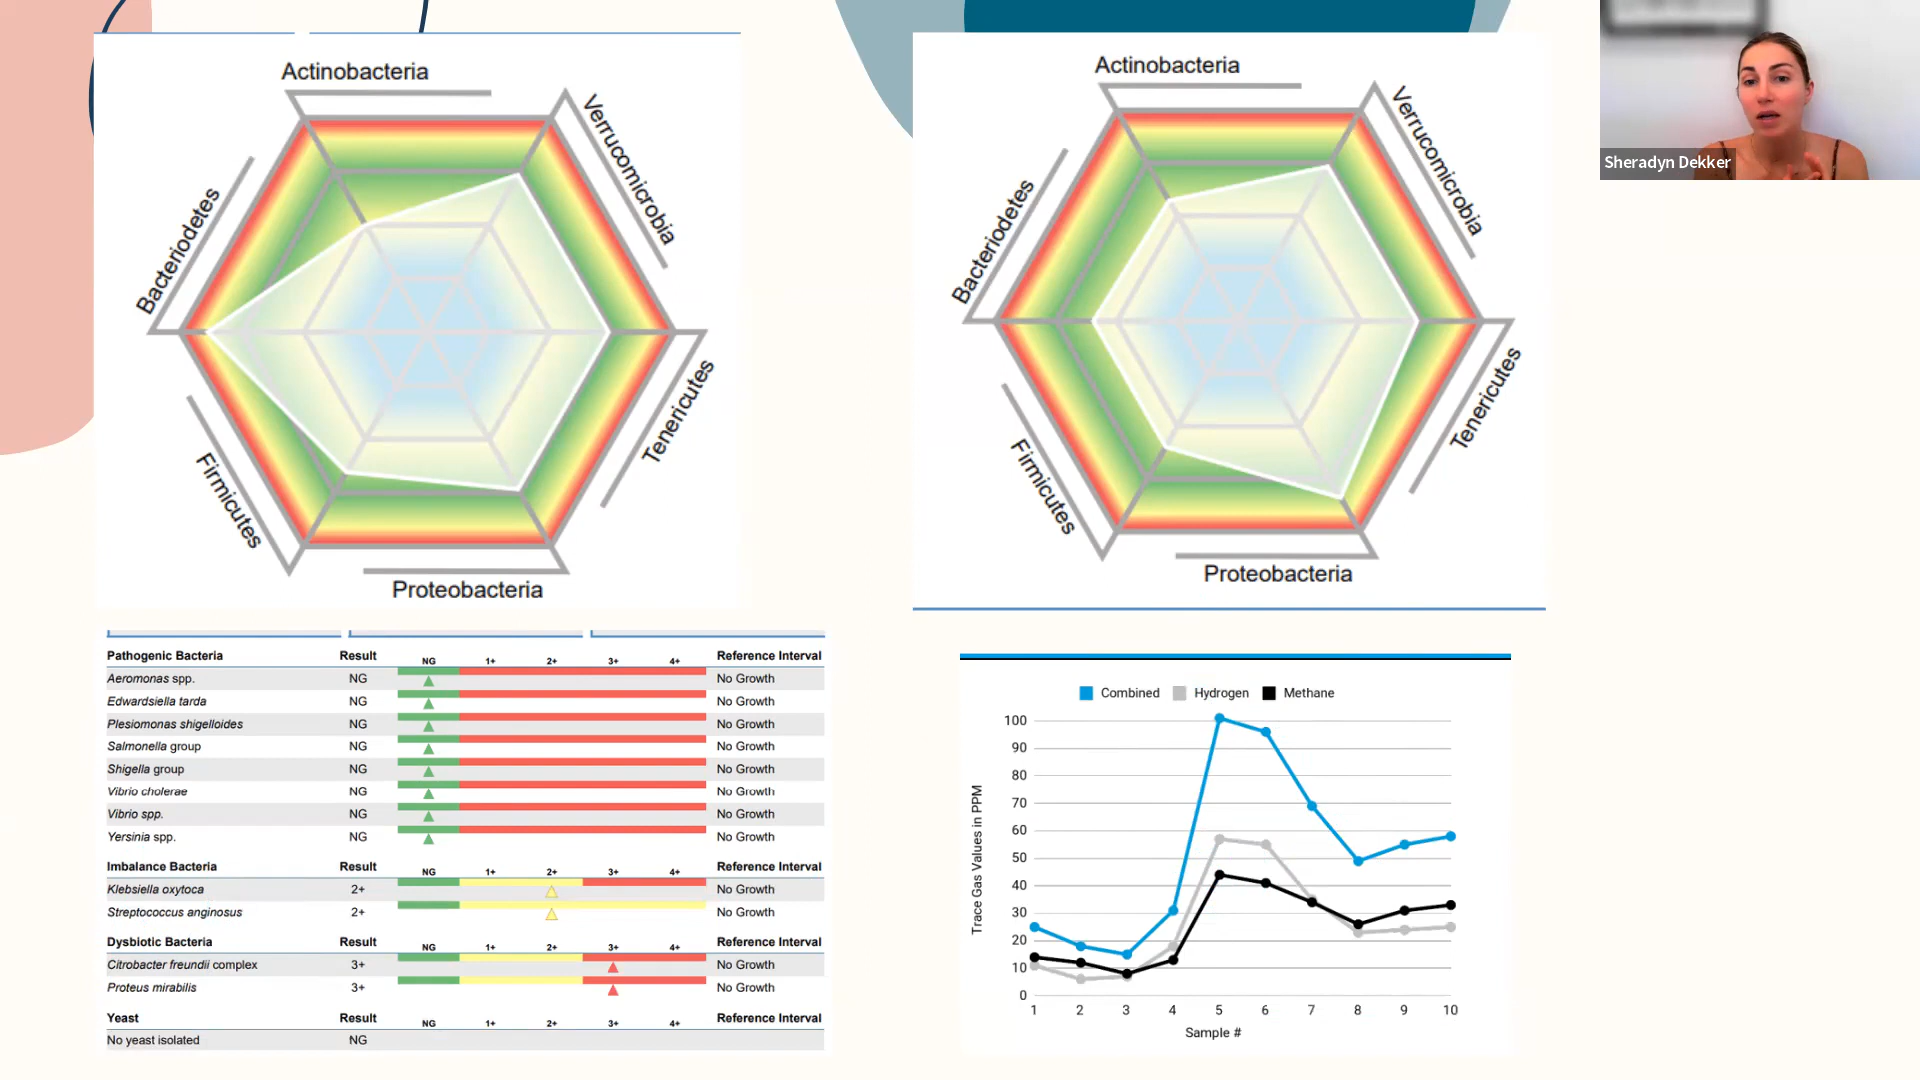 Actinobacteria
Verrucomicrobia
Bacteriodetes
Tenericutes
Firmicutes
Proteobacteria
Actinobacteria
Verrucomicrobia
Bacteriodetes
Tenericutes
Firmicutes
Proteobacteria
Sheradyn Dekker
Pathogenic Bacteria Result NG 1+ 2+ 3+ 4+ Reference Interval
Aeromonas spp. NG No Growth
Edwardsiella tarda NG No Growth
Plesiomonas shigelloides NG No Growth
Salmonella group NG No Growth
Shigella group NG No Growth
Vibrio cholerae NG No Growth
Vibrio spp. NG No Growth
Yersinia spp. NG No Growth
Imbalance Bacteria Result NG 1+ 2+ 3+ 4+ Reference Interval
Klebsiella oxytoca 2+ No Growth
Streptococcus anginosus 2+ No Growth
Dysbiotic Bacteria Result NG 1+ 2+ 3+ 4+ Reference Interval
Citrobacter freundii complex 3+ No Growth
Proteus mirabilis 3+ No Growth
Yeast Result NG 1+ 2+ 3+ 4+ Reference Interval
No yeast isolated NG
Combined Hydrogen Methane
Trace Gas Values in PPM
100
90
80
70
60
50
40
30
20
10
0
1 2 3 4 5 6 7 8 9 10
Sample #